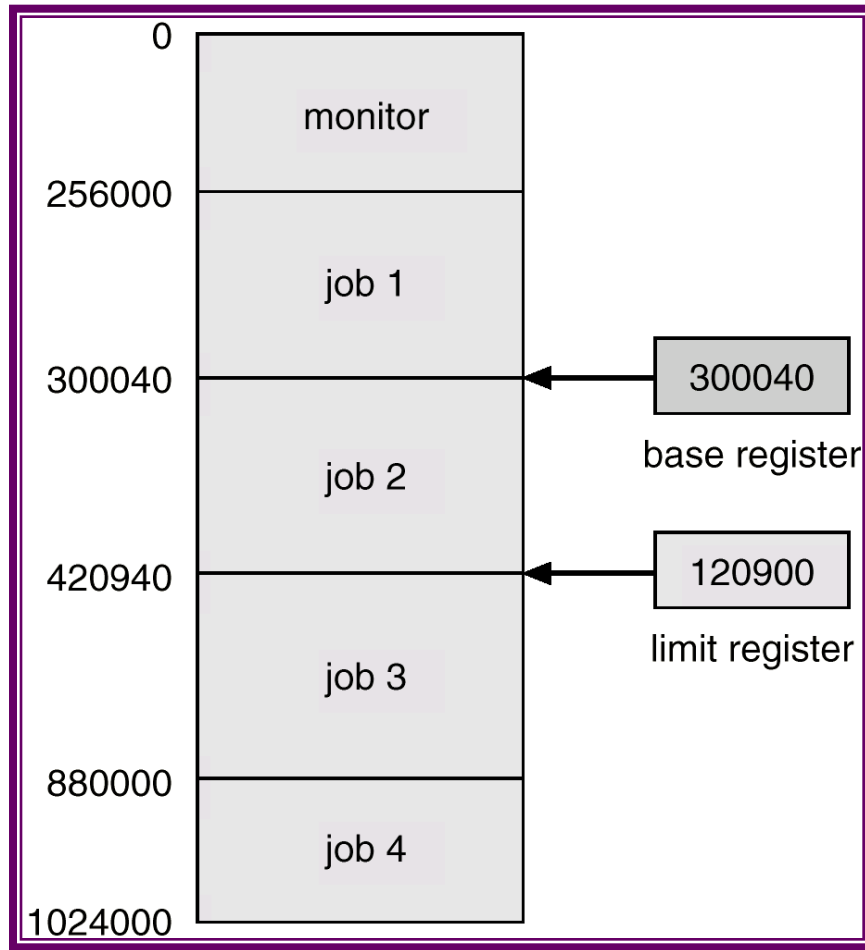 0
monitor
256000
job 1
300040
300040
base register
job 2
420940
120900
limit register
job 3
880000
job 4
1024000